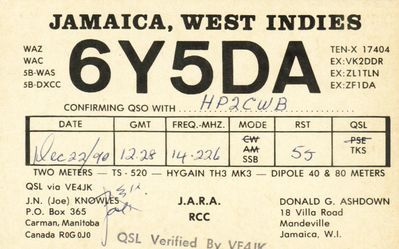 JAMAICA, WEST INDIES
WAZ
WAC
5B-WAS
5B-DXCC
6Y5DA
TEN-X 17404
EX:VK2DDR
EX:ZL1TLN
EX:ZF1DA
CONFIRMING QSO WITH HP2CWB
DATE GMT FREQ.-MHZ. MODE RST QSL
Dec 22/90 12.28 14.226 CW AM SSB 55 PSE TKS
TWO METERS — TS - 520 — HYGAIN TH3 MK3 — DIPOLE 40 & 80 METERS
QSL via VE4JK
J.N. (Joe) KNOWLES
P.O. Box 365
Carman, Manitoba
Canada R0G 0J0
J.A.R.A.
RCC
DONALD G. ASHDOWN
18 Villa Road
Mandeville
Jamaica, W.I.
QSL Verified By VE4JK